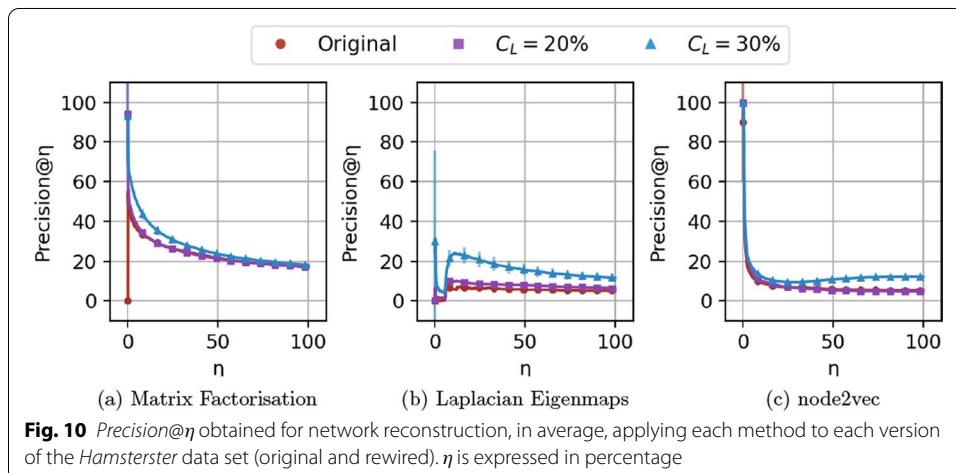 Original C_L = 20% C_L = 30%
Precision@η
100
80
60
40
20
0
0 50 100
η
(a) Matrix Factorisation
Precision@η
100
80
60
40
20
0
0 50 100
η
(b) Laplacian Eigenmaps
Precision@η
100
80
60
40
20
0
0 50 100
η
(c) node2vec
Fig. 10 Precision@η obtained for network reconstruction, in average, applying each method to each version
of the Hamsterster data set (original and rewired). η is expressed in percentage